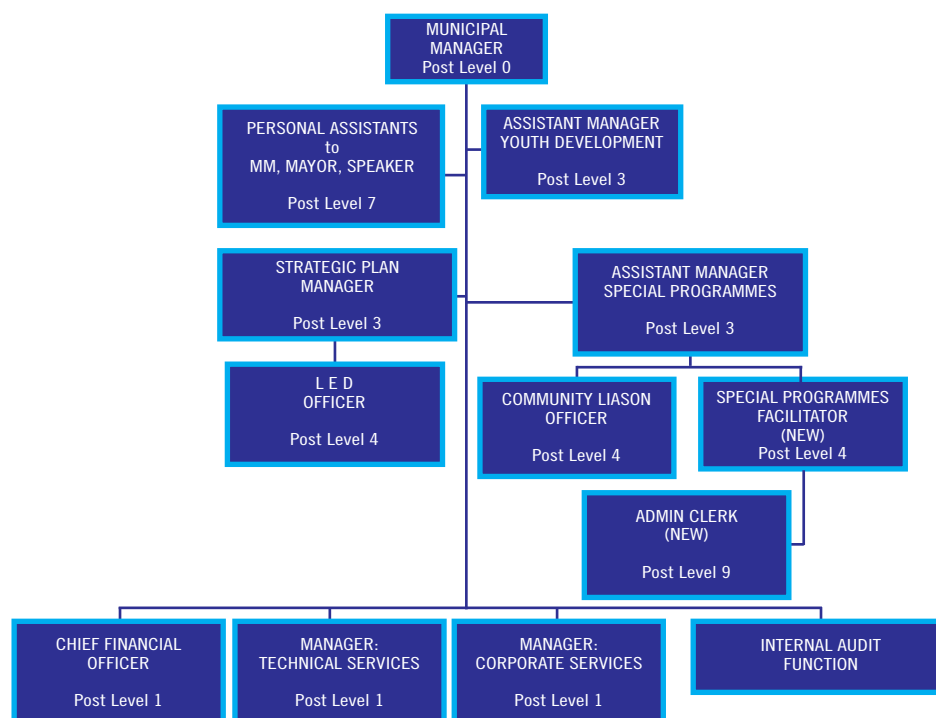 MUNICIPAL
MANAGER
Post Level 0
PERSONAL ASSISTANTS
to
MM, MAYOR, SPEAKER
Post Level 7
ASSISTANT MANAGER
YOUTH DEVELOPMENT
Post Level 3
STRATEGIC PLAN
MANAGER
Post Level 3
ASSISTANT MANAGER
SPECIAL PROGRAMMES
Post Level 3
L E D
OFFICER
Post Level 4
COMMUNITY LIASON
OFFICER
Post Level 4
SPECIAL PROGRAMMES
FACILITATOR
(NEW)
Post Level 4
ADMIN CLERK
(NEW)
Post Level 9
CHIEF FINANCIAL
OFFICER
Post Level 1
MANAGER:
TECHNICAL SERVICES
Post Level 1
MANAGER:
CORPORATE SERVICES
Post Level 1
INTERNAL AUDIT
FUNCTION